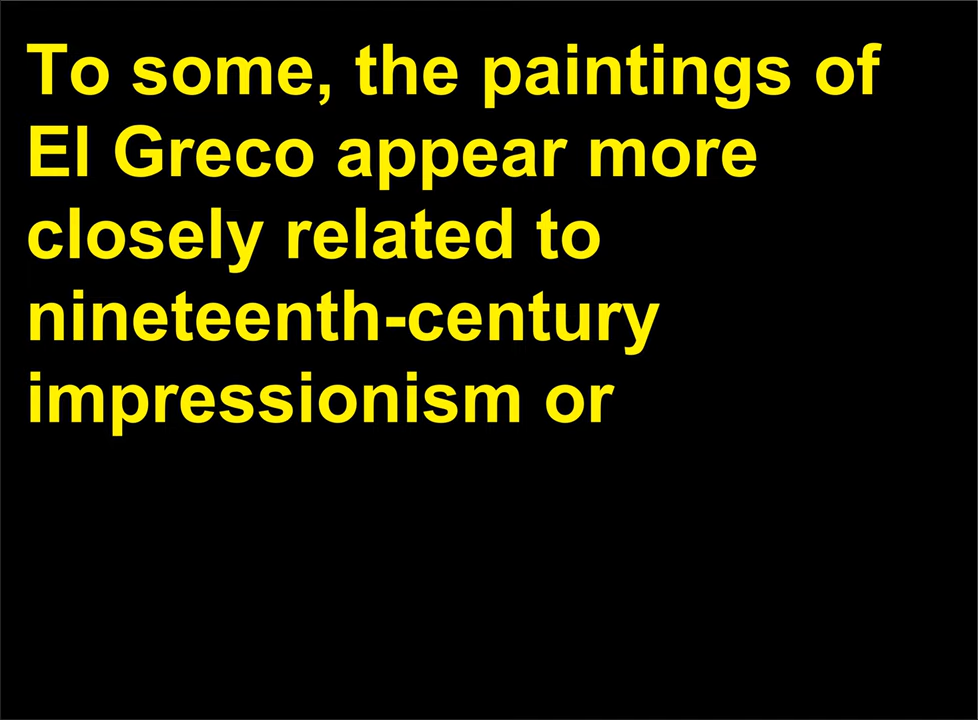 To some, the paintings of
El Greco appear more
closely related to
nineteenth-century
impressionism or